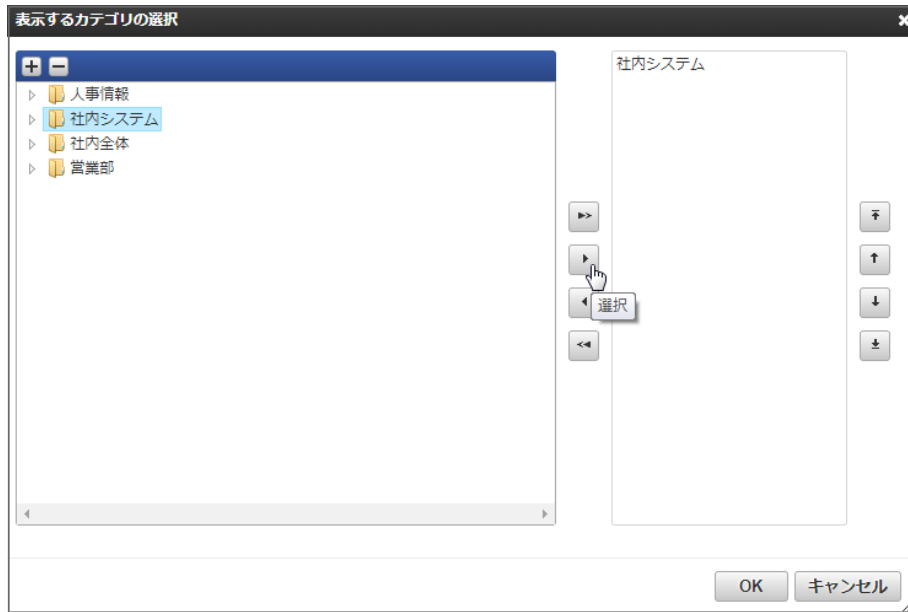 表示するカテゴリの選択
人事情報
社内システム
社内全体
営業部
社内システム
選択
OK
キャンセル